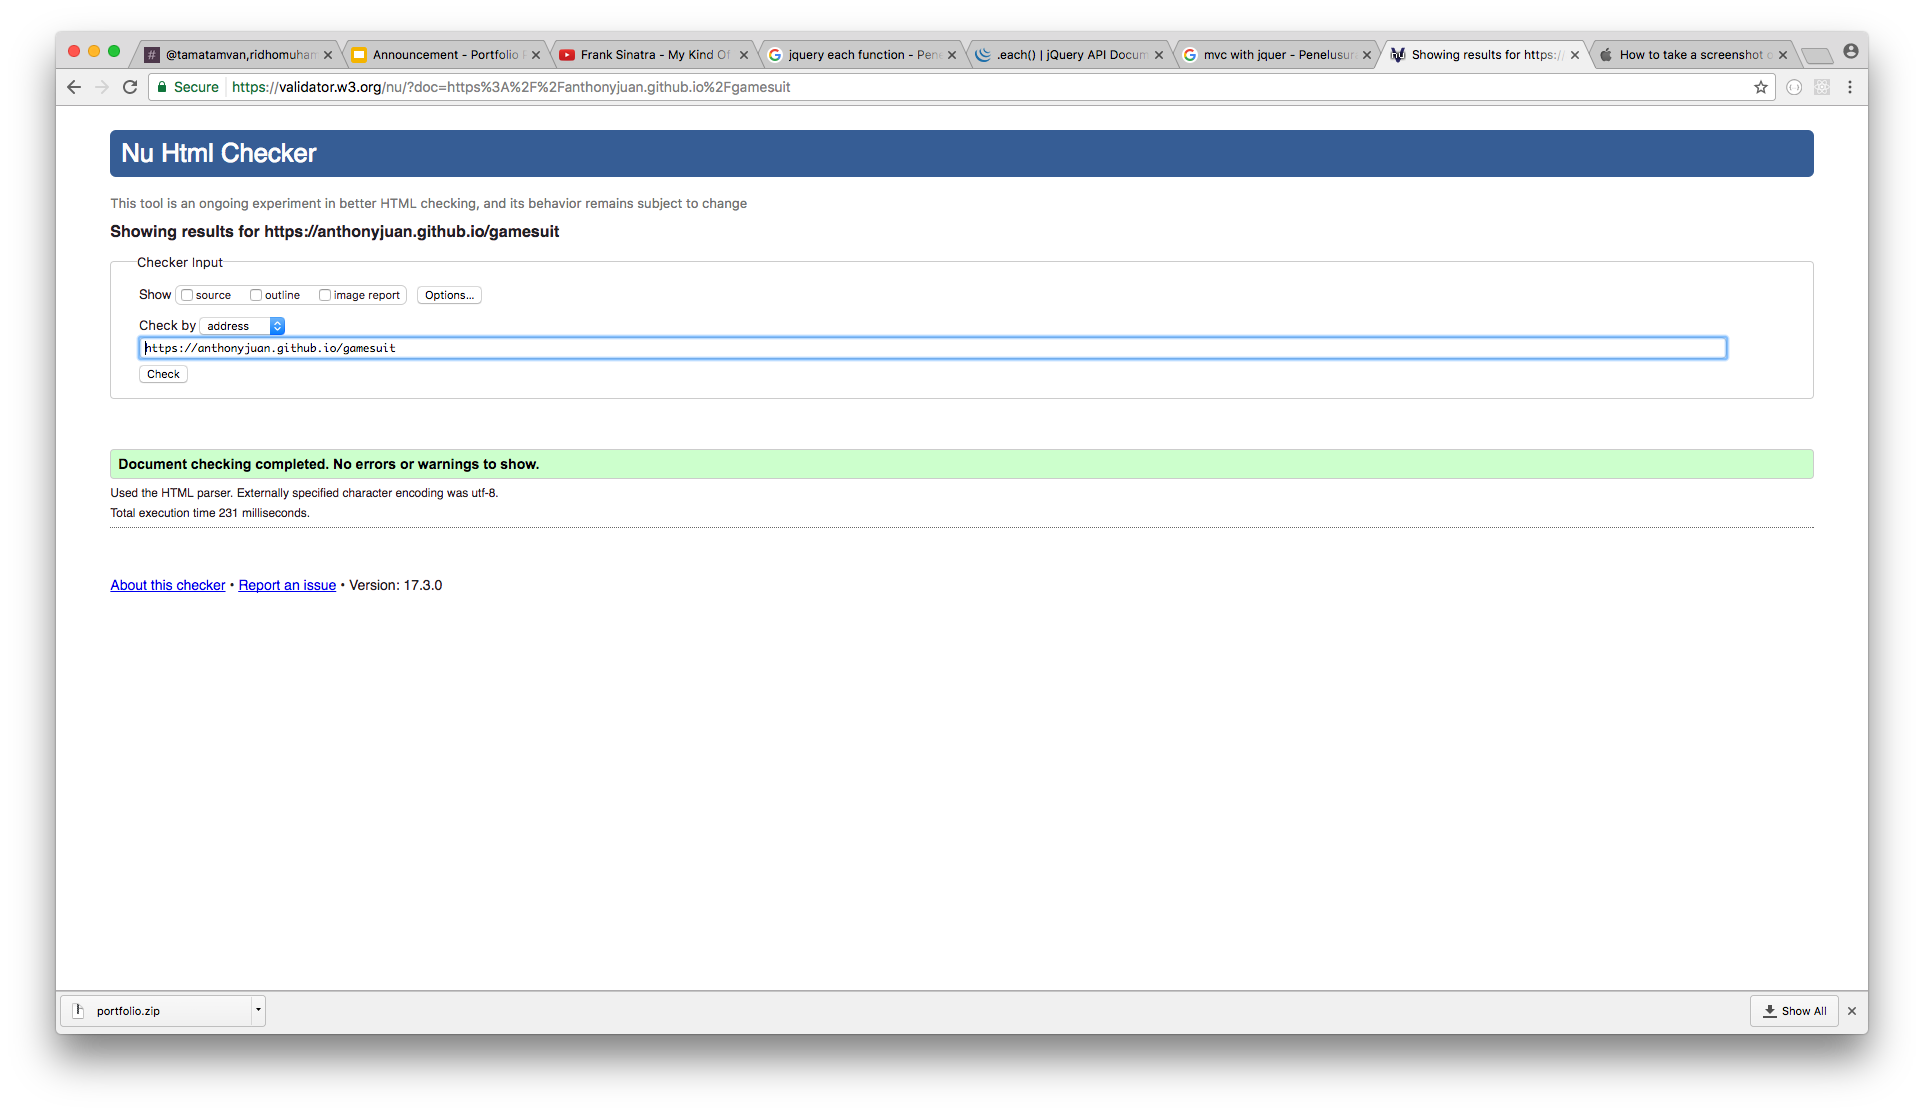 @tamatamvan,ridhomuham
Announcement - Portfolio
Frank Sinatra - My Kind Of
jquery each function - Pene
.each() | jQuery API Docum
mvc with jquer - Penelusur
Showing results for https://
How to take a screenshot o
Secure https://validator.w3.org/nu/?doc=https%3A%2F%2Fanthonyjuan.github.io%2Fgamesuit
Nu Html Checker
This tool is an ongoing experiment in better HTML checking, and its behavior remains subject to change
Showing results for https://anthonyjuan.github.io/gamesuit
Checker Input
Show source outline image report Options...
Check by address
https://anthonyjuan.github.io/gamesuit
Check
Document checking completed. No errors or warnings to show.
Used the HTML parser. Externally specified character encoding was utf-8.
Total execution time 231 milliseconds.
About this checker • Report an issue • Version: 17.3.0
portfolio.zip
Show All